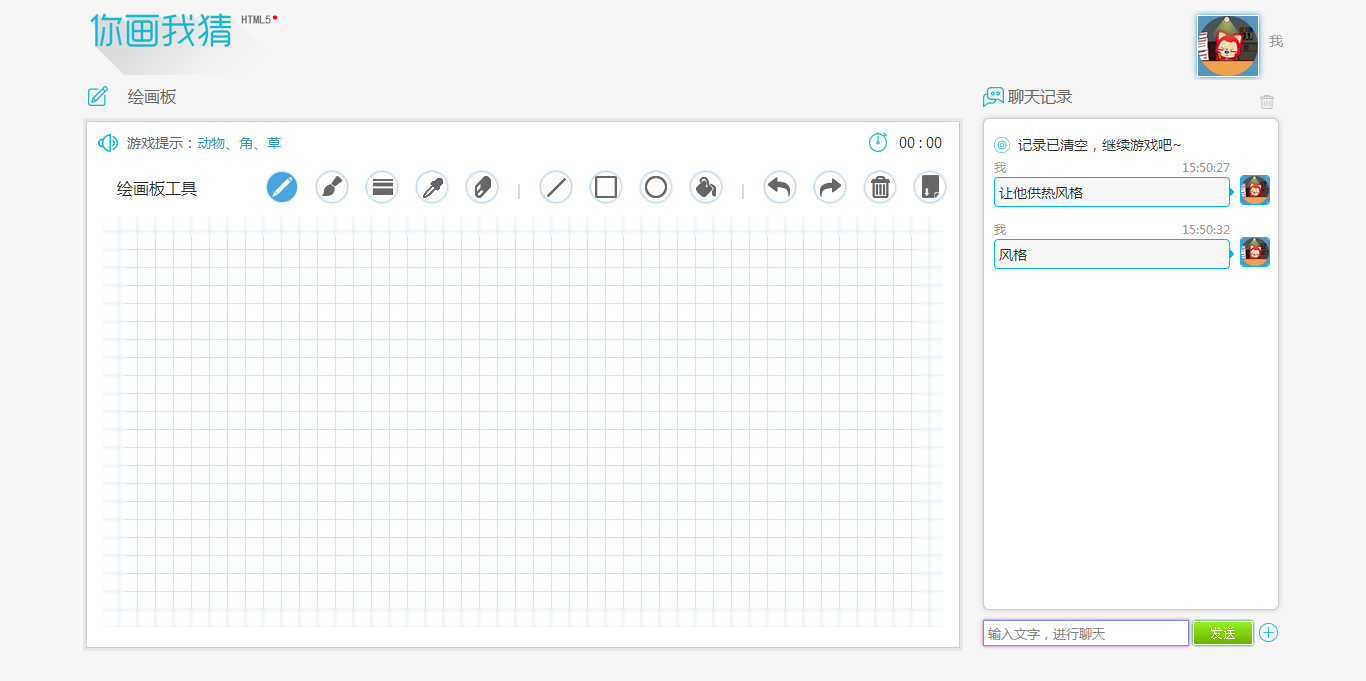 你画我猜 HTML5
我
绘画板
游戏提示：动物、角、草
00 : 00
绘画板工具
聊天记录
记录已清空，继续游戏吧~
我 15:50:27
让他供热风格
我 15:50:32
风格
输入文字，进行聊天
发送